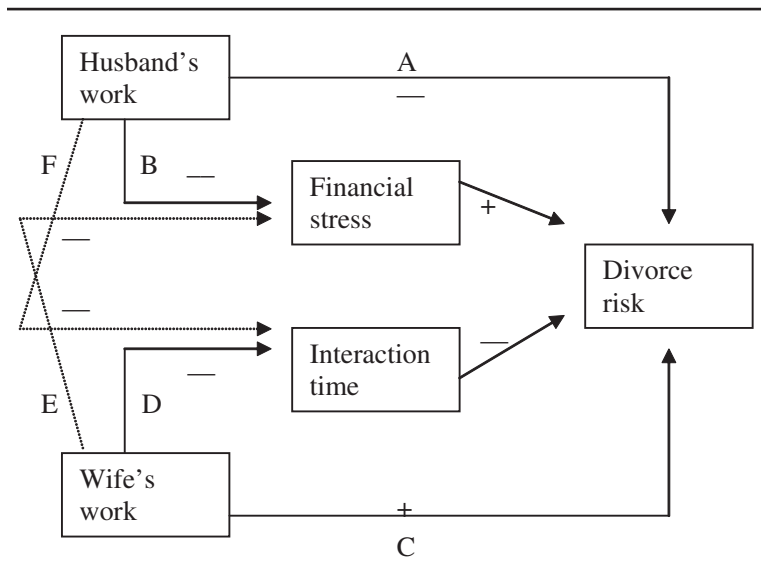 Husband's
work
A
—
F
B
—
Financial
stress
+
—
Divorce
risk
—
Interaction
time
—
—
E
D
Wife's
work
+
C